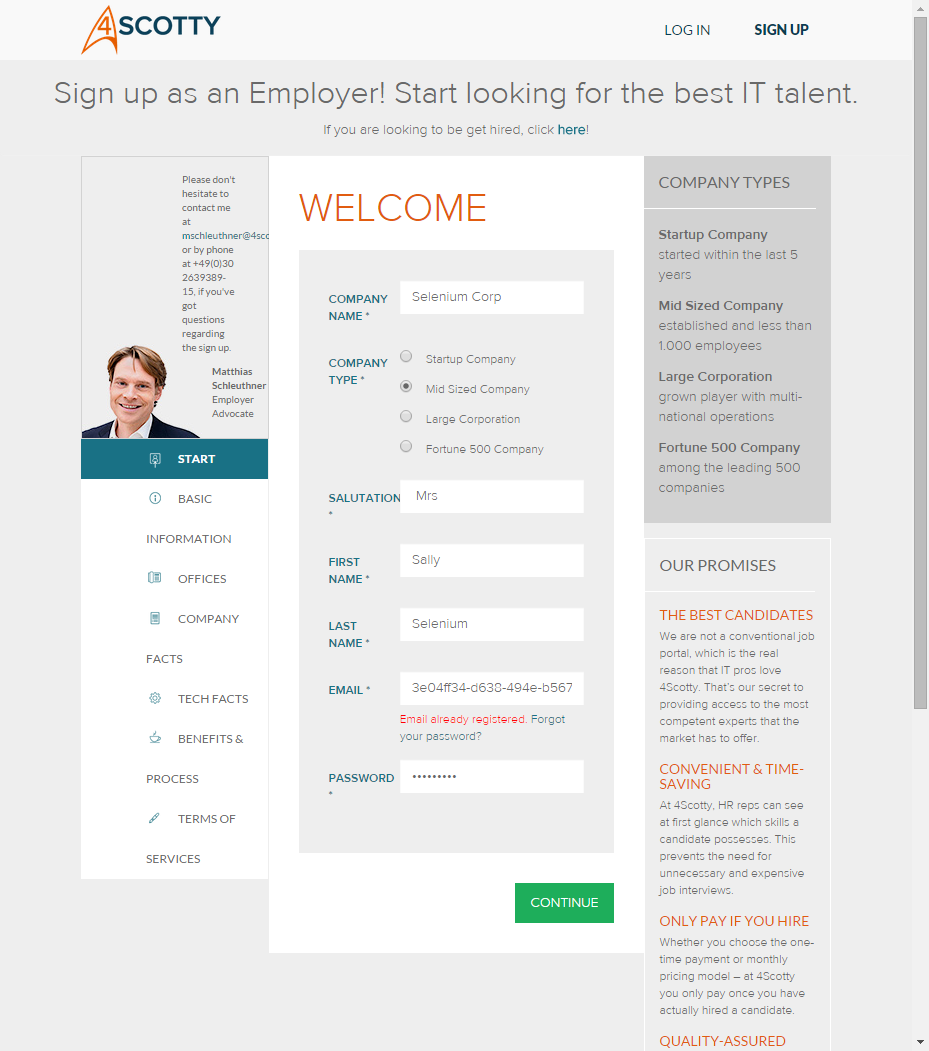 4SCOTTY
LOG IN
SIGN UP
Sign up as an Employer! Start looking for the best IT talent.
If you are looking to be get hired, click here!
Please don't
hesitate to
contact me
at
mschleuthner@4sco
or by phone
at +49(0)30
2639389-
15, if you've
got
questions
regarding
the sign up.
Matthias
Schleuthner
Employer
Advocate
START
BASIC
INFORMATION
OFFICES
COMPANY
FACTS
TECH FACTS
BENEFITS &
PROCESS
TERMS OF
SERVICES
WELCOME
COMPANY
NAME *
Selenium Corp
COMPANY
TYPE *
Startup Company
Mid Sized Company
Large Corporation
Fortune 500 Company
SALUTATION
*
Mrs
FIRST
NAME *
Sally
LAST
NAME *
Selenium
EMAIL *
3e04ff34-d638-494e-b567
Email already registered. Forgot
your password?
PASSWORD
*
•••••••••
CONTINUE
COMPANY TYPES
Startup Company
started within the last 5
years
Mid Sized Company
established and less than
1.000 employees
Large Corporation
grown player with multi-
national operations
Fortune 500 Company
among the leading 500
companies
OUR PROMISES
THE BEST CANDIDATES
We are not a conventional job
portal, which is the real
reason that IT pros love
4Scotty. That's our secret to
providing access to the most
competent experts that the
market has to offer.
CONVENIENT & TIME-
SAVING
At 4Scotty, HR reps can see
at first glance which skills a
candidate possesses. This
prevents the need for
unnecessary and expensive
job interviews.
ONLY PAY IF YOU HIRE
Whether you choose the one-
time payment or monthly
pricing model – at 4Scotty
you only pay once you have
actually hired a candidate.
QUALITY-ASSURED